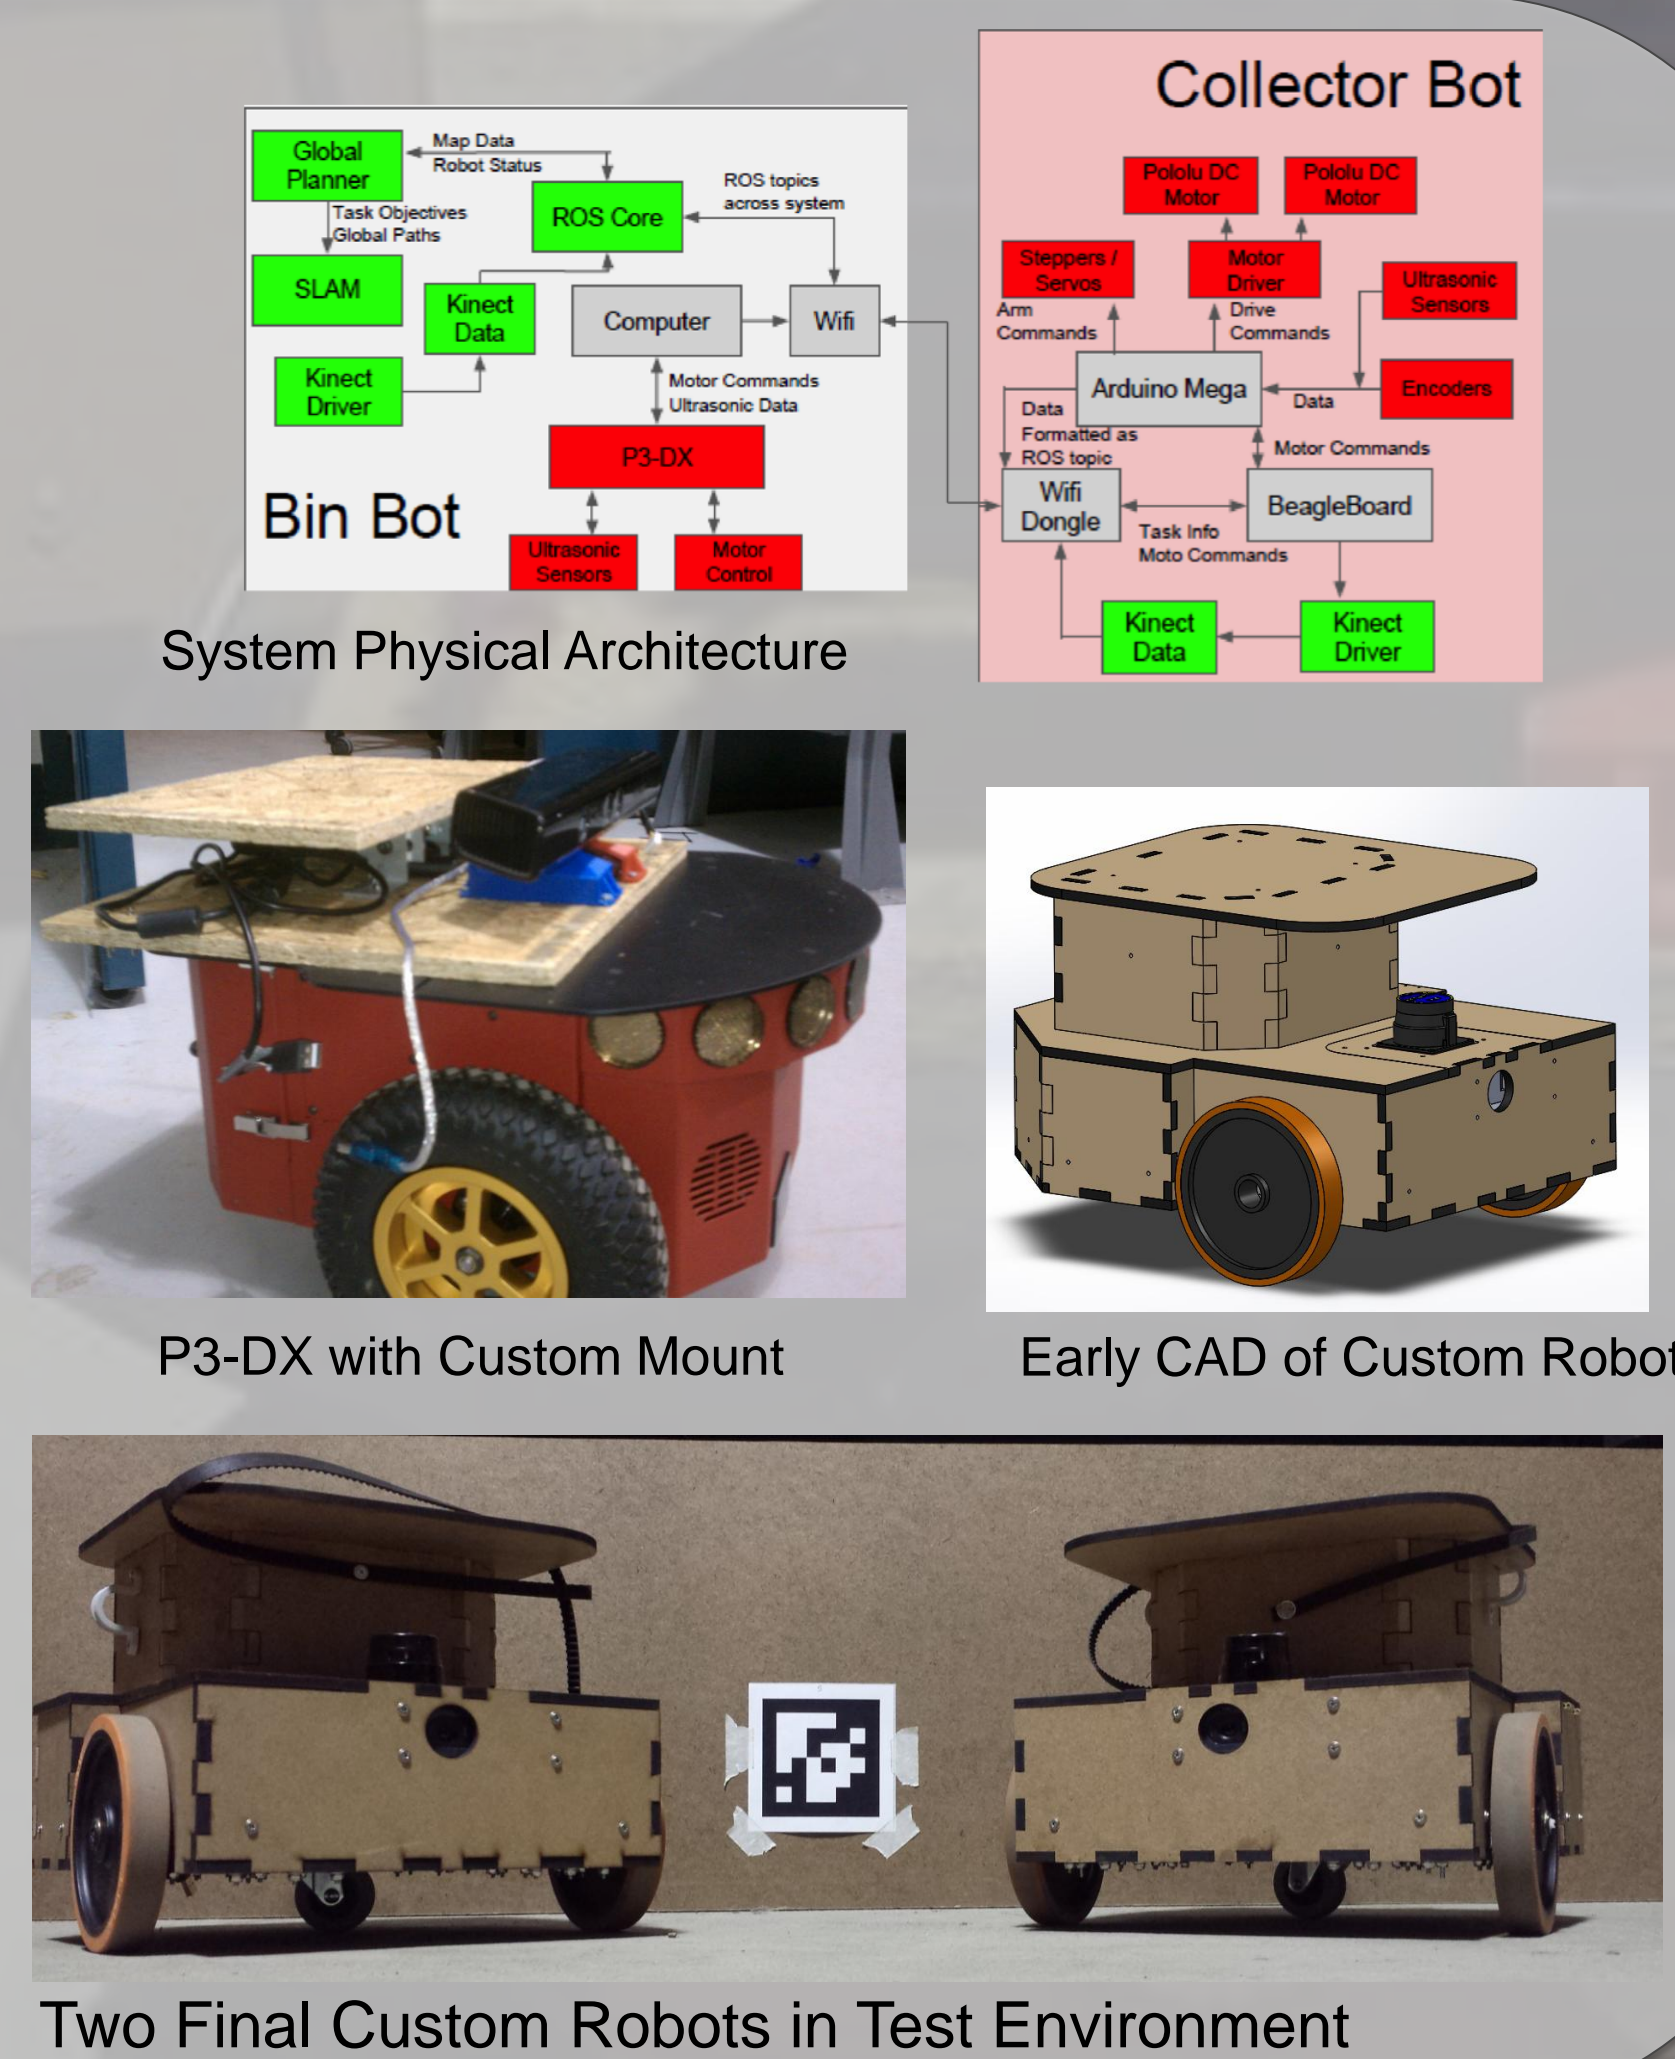 Global
Planner
Map Data
Robot Status
ROS Core
ROS topics
across system
Task Objectives
Global Paths
SLAM
Kinect
Data
Computer
Wifi
Kinect
Driver
Motor Commands
Ultrasonic Data
P3-DX
Bin Bot
Ultrasonic
Sensors
Motor
Control
Collector Bot
Pololu DC
Motor
Pololu DC
Motor
Steppers /
Servos
Motor
Driver
Ultrasonic
Sensors
Arm
Commands
Drive
Commands
Arduino Mega
Data
Encoders
Data
Formatted as
ROS topic
Motor Commands
Wifi
Dongle
Task Info
Moto Commands
BeagleBoard
Kinect
Data
Kinect
Driver
System Physical Architecture
P3-DX with Custom Mount
Early CAD of Custom Robot
Two Final Custom Robots in Test Environment